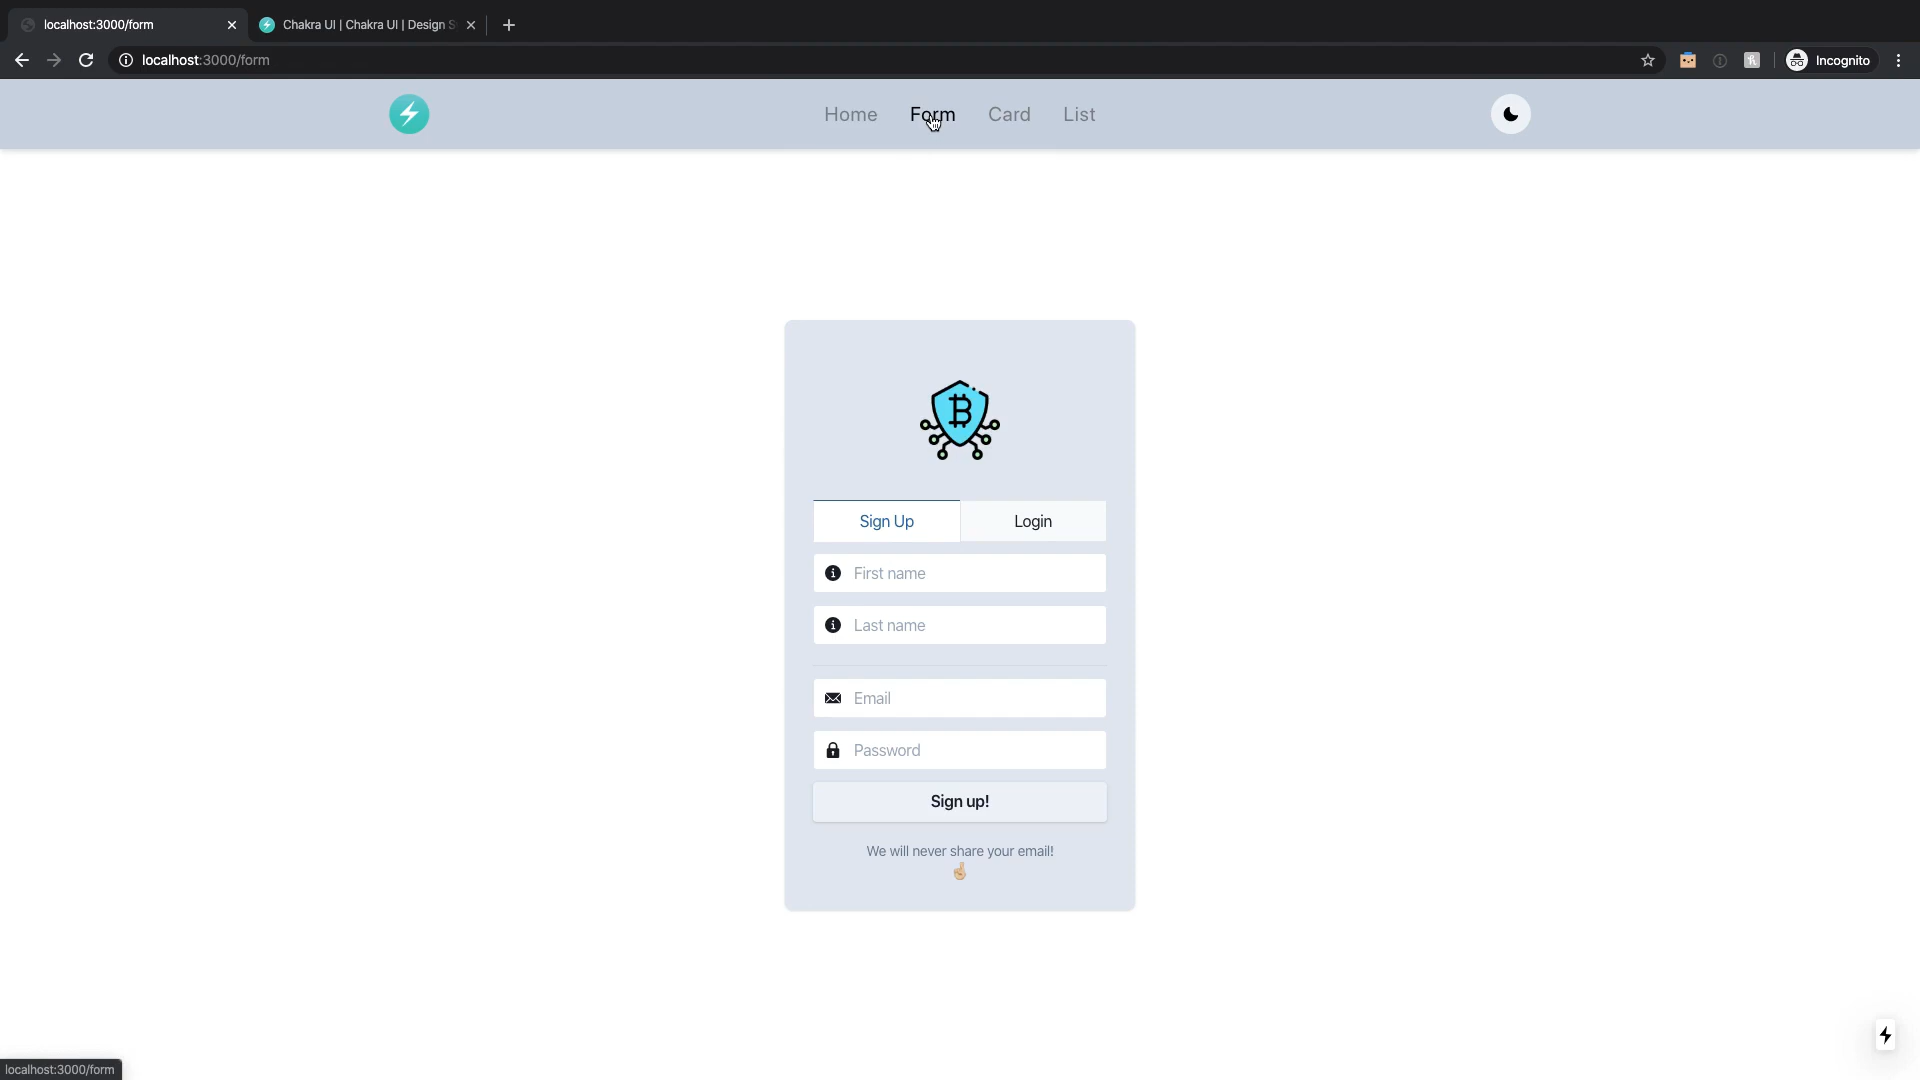 localhost:3000/form
Chakra UI | Chakra UI | Design S
localhost:3000/form
Incognito
Home
Form
Card
List
Sign Up
Login
First name
Last name
Email
Password
Sign up!
We will never share your email!
localhost:3000/form